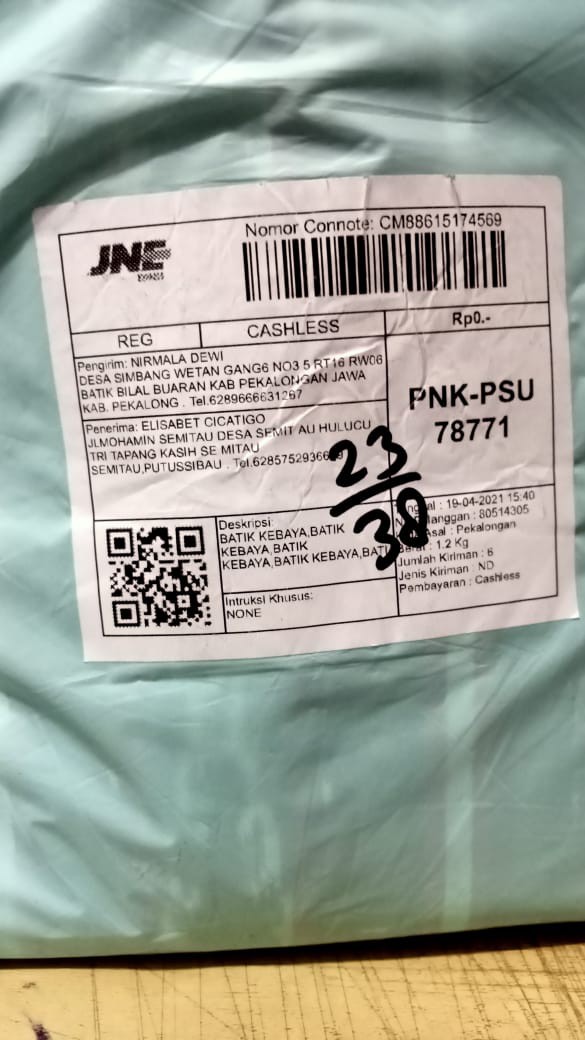 Nomor Connote: CM88615174569
JNE
EXPRESS
REG
CASHLESS
Rp0.-
Pengirim: NIRMALA DEWI
DESA SIMBANG WETAN GANG6 NO3 5 RT16 RW06
BATIK BILAL BUARAN KAB PEKALONGAN JAWA
KAB. PEKALONG . Tel.6289666631267
Penerima: ELISABET CICATIGO
JLMOHAMIN SEMITAU DESA SEMIT AU HULUCU
TRI TAPANG KASIH SE MITAU
SEMITAU,PUTUSSIBAU . Tel.
PNK-PSU
78771
23
38
Deskripsi:
BATIK KEBAYA,BATIK
KEBAYA,BATIK
KEBAYA,BATIK KEBAYA,BATI
Intruksi Khusus:
NONE
: 19-04-2021 15:40
: 80514305
: Pekalongan
: 1.2 Kg
Jumlah Kiriman : 6
Jenis Kiriman : ND
Pembayaran : Cashless